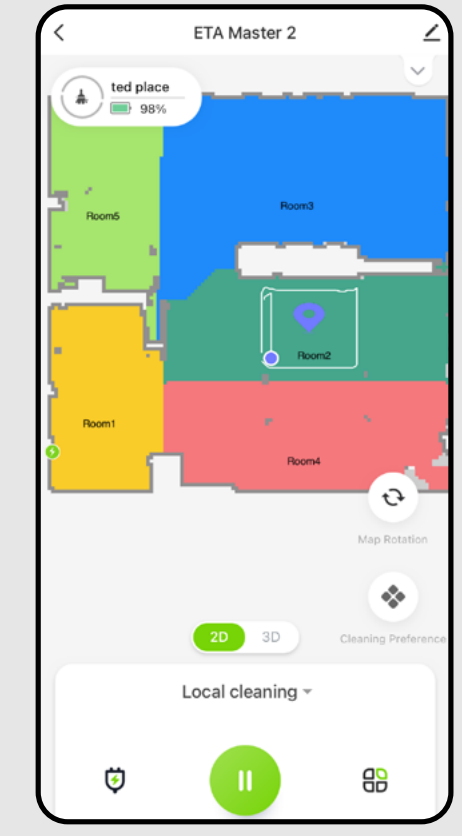 ETA Master 2
ted place
98%
Room5
Room3
Room2
Room1
Room4
Map Rotation
2D
3D
Cleaning Preference
Local cleaning